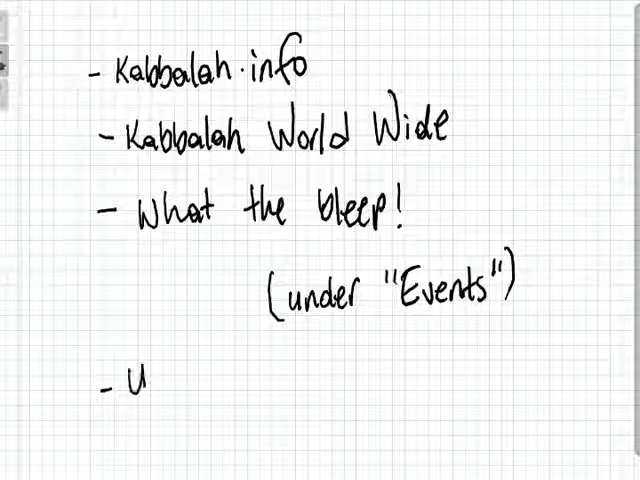 - Kabbalah.info
- Kabbalah World Wide
- What the bleep!
(under "Events")
- U